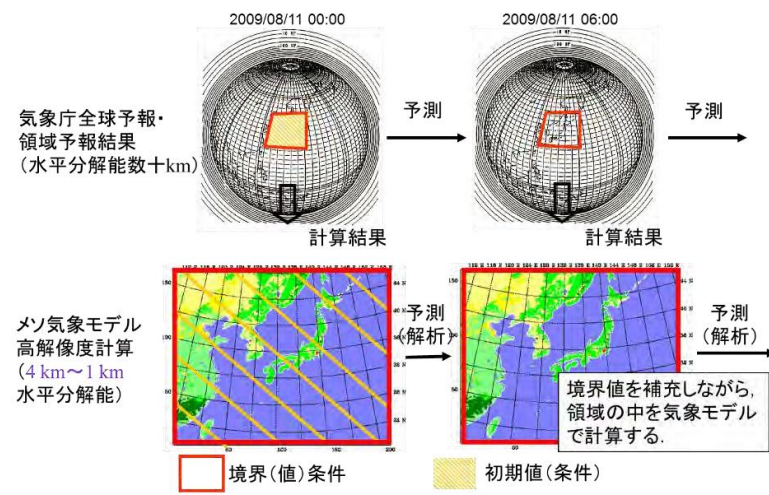 2009/08/11 00:00
2009/08/11 06:00
気象庁全球予報・
領域予報結果
（水平分解能数十km）
予測
予測
計算結果
計算結果
メソ気象モデル
高解像度計算
（4 km～1 km
水平分解能）
予測
（解析）
予測
（解析）
境界値を補充しながら,
領域の中を気象モデル
で計算する.
境界（値）条件
初期値（条件）